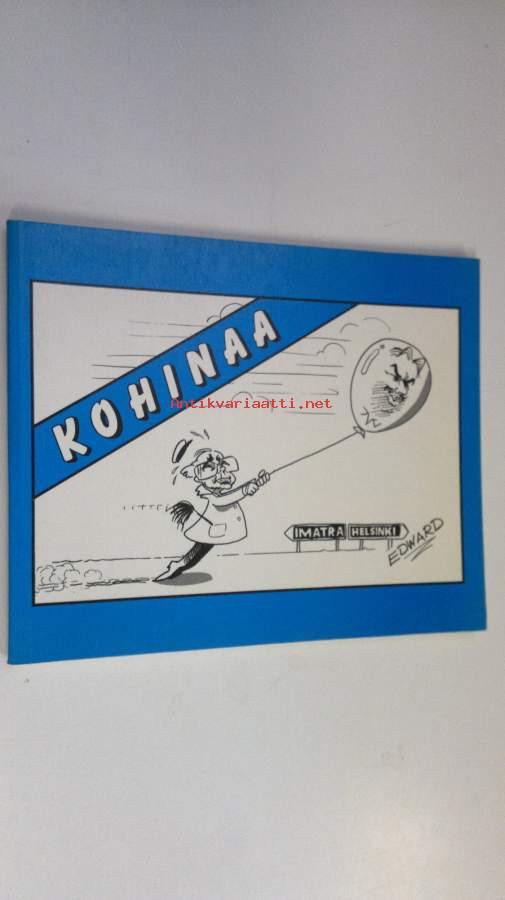 KOHINAA
Antikvariaatti.net
IMATRA HELSINKI
EDWARD